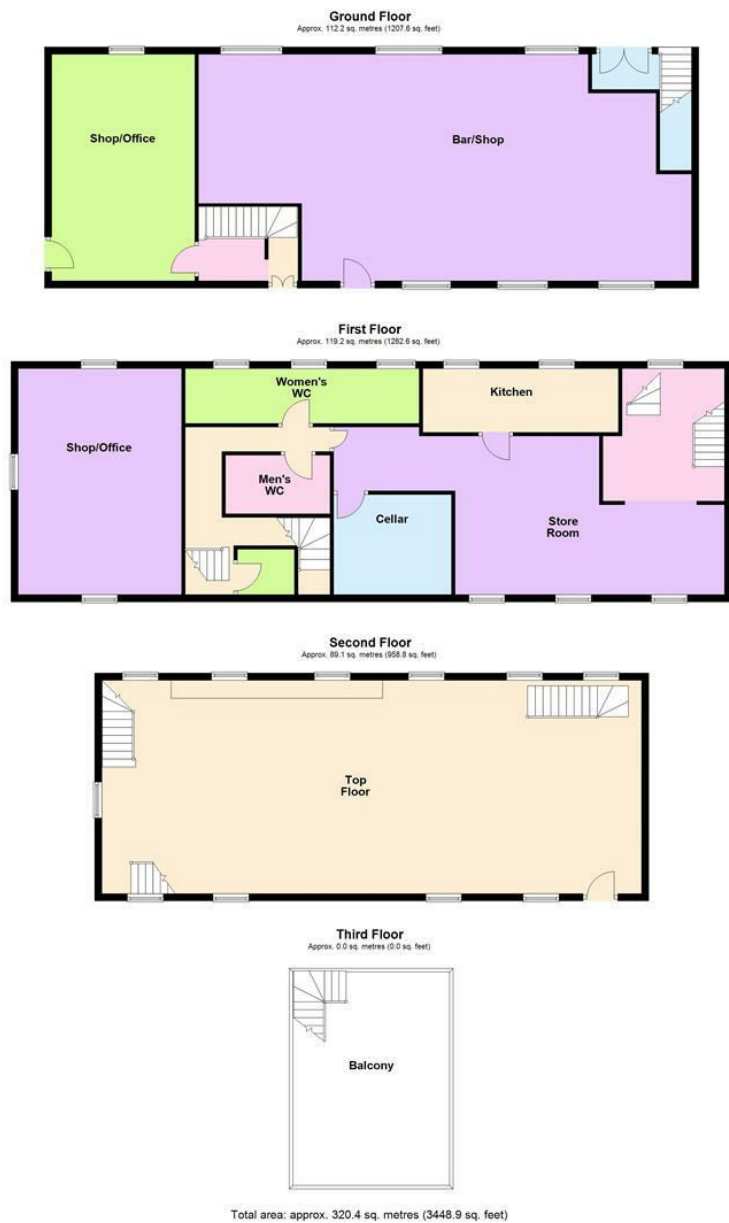 Ground Floor
Approx. 112.2 sq. metres (1207.6 sq. feet)
Shop/Office
Bar/Shop
First Floor
Approx. 119.2 sq. metres (1282.6 sq. feet)
Women's
WC
Kitchen
Shop/Office
Men's
WC
Cellar
Store
Room
Second Floor
Approx. 89.1 sq. metres (958.8 sq. feet)
Top
Floor
Third Floor
Approx. 0.0 sq. metres (0.0 sq. feet)
Balcony
Total area: approx. 320.4 sq. metres (3448.9 sq. feet)